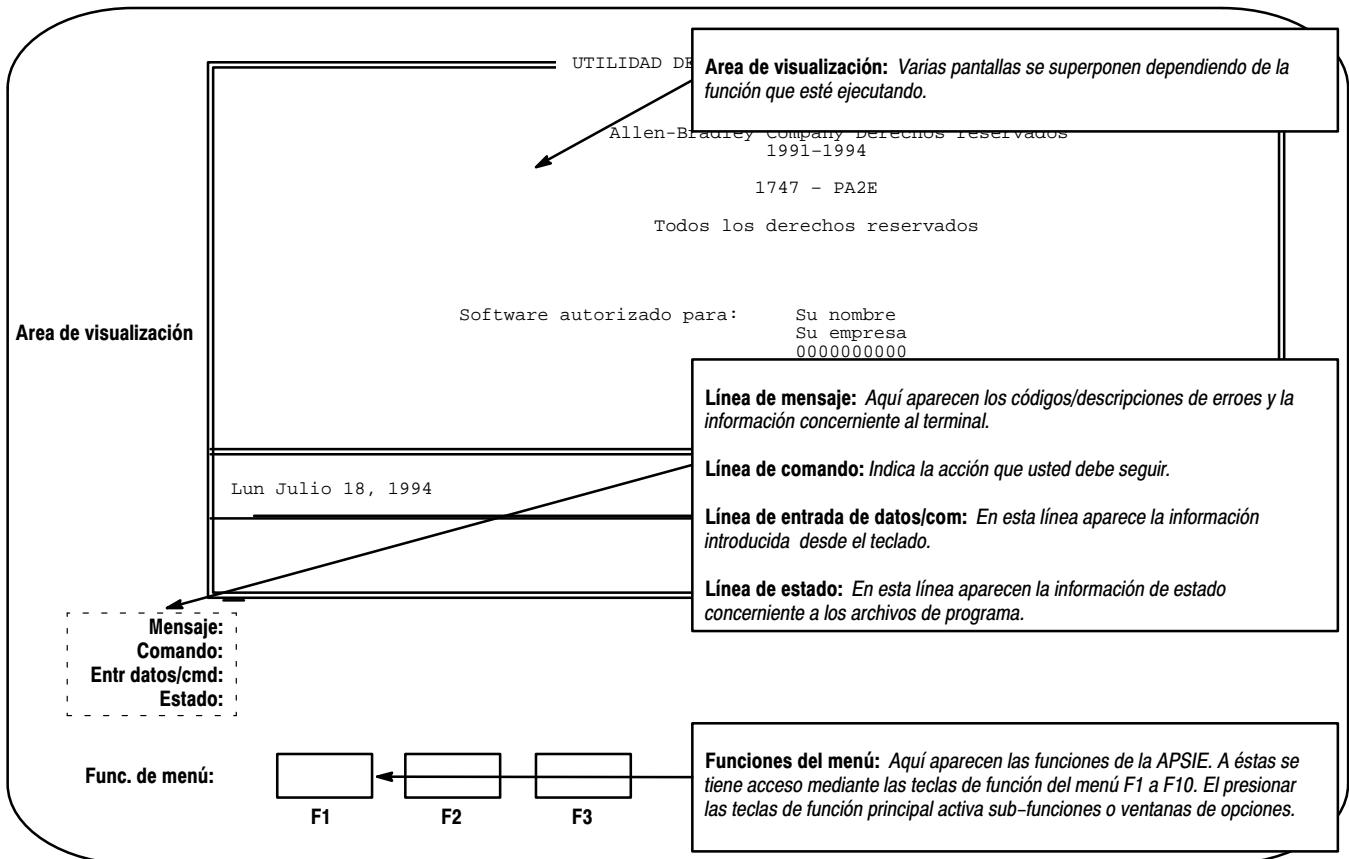 UTILIDAD DE
Area de visualización: Varias pantallas se superponen dependiendo de la
función que esté ejecutando.
Allen-Bradley Company Derechos reservados
1991-1994
1747 - PA2E
Todos los derechos reservados
Area de visualización
Software autorizado para: Su nombre
Su empresa
0000000000
Línea de mensaje: Aquí aparecen los códigos/descripciones de erroes y la
información concerniente al terminal.
Línea de comando: Indica la acción que usted debe seguir.
Lun Julio 18, 1994
Línea de entrada de datos/com: En esta línea aparece la información
introducida desde el teclado.
Línea de estado: En esta línea aparecen la información de estado
concerniente a los archivos de programa.
Mensaje:
Comando:
Entr datos/cmd:
Estado:
Func. de menú:
Funciones del menú: Aquí aparecen las funciones de la APSIE. A éstas se
tiene acceso mediante las teclas de función del menú F1 a F10. El presionar
las teclas de función principal activa sub-funciones o ventanas de opciones.
F1 F2 F3